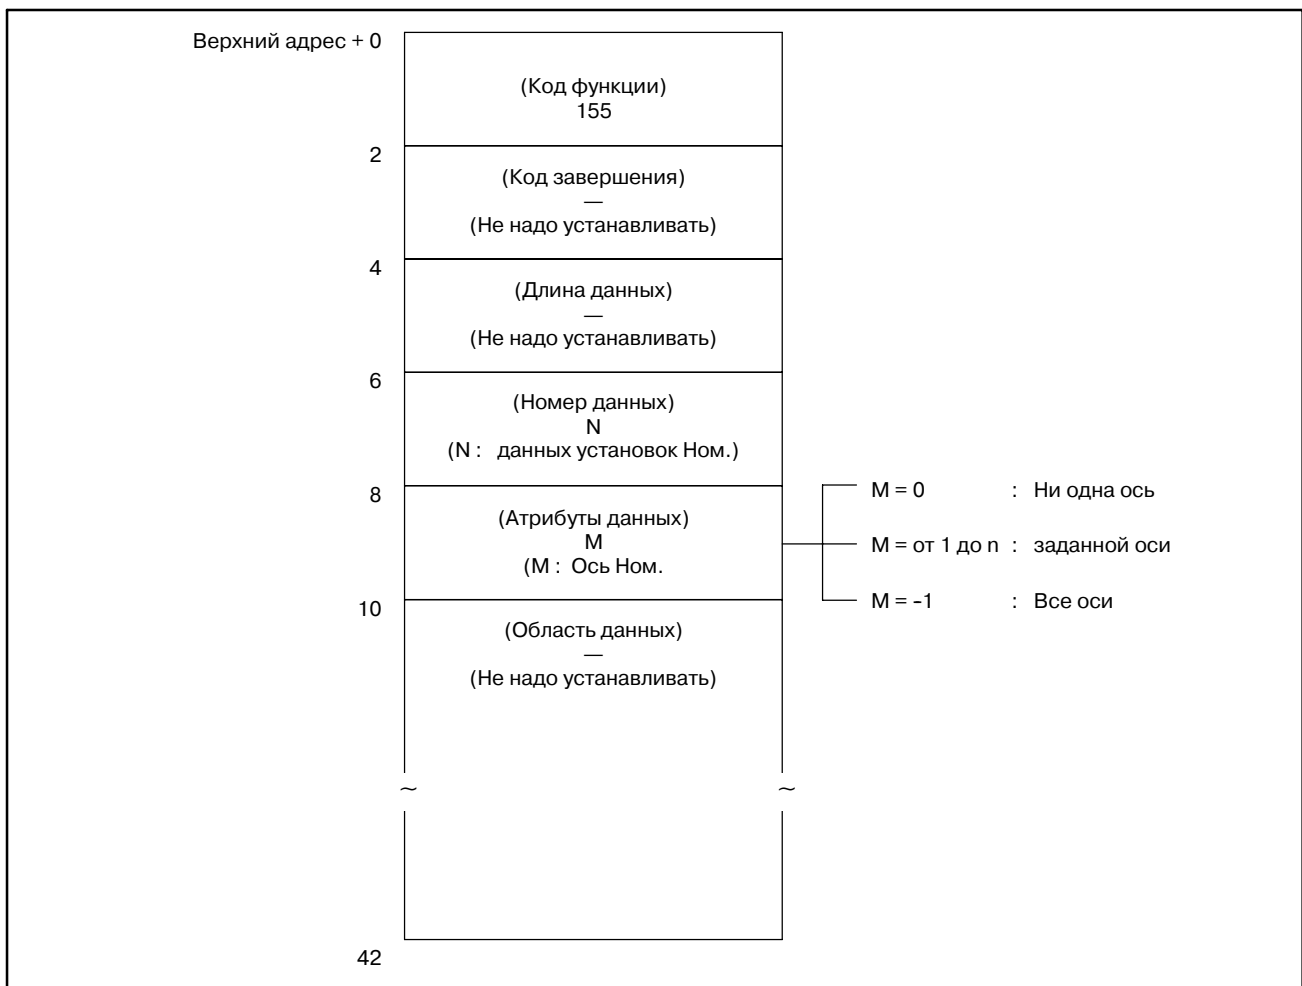 Верхний адрес + 0
(Код функции)
155
2
(Код завершения)
—
(Не надо устанавливать)
4
(Длина данных)
—
(Не надо устанавливать)
6
(Номер данных)
N
(N : данных установок Ном.)
8
(Атрибуты данных)
M
(M : Ось Ном.
M = 0 : Ни одна ось
M = от 1 до n : заданной оси
M = -1 : Все оси
10
(Область данных)
—
(Не надо устанавливать)
~ ~
42